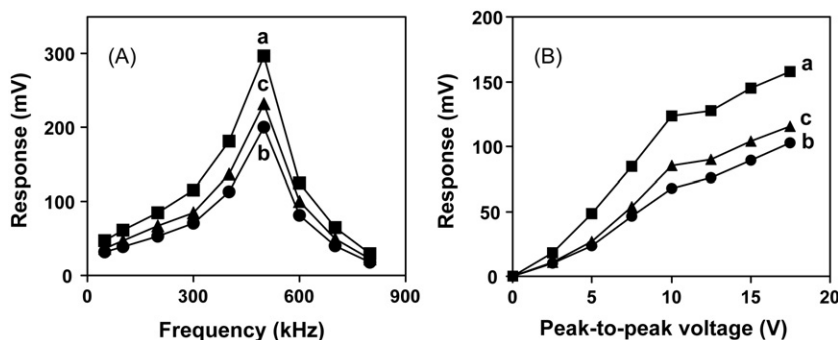 (A)
a
c
b
Response (mV)
300
200
100
0
0
300
600
900
Frequency (kHz)
(B)
a
c
b
Response (mV)
200
150
100
50
0
0
5
10
15
20
Peak-to-peak voltage (V)